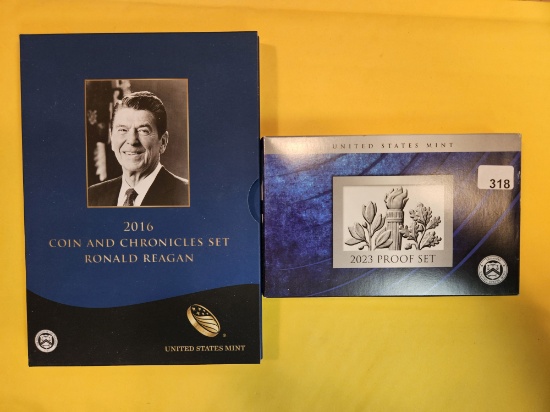 2016
COIN AND CHRONICLES SET
RONALD REAGAN
UNITED STATES MINT
UNITED STATES MINT
318
2023 PROOF SET